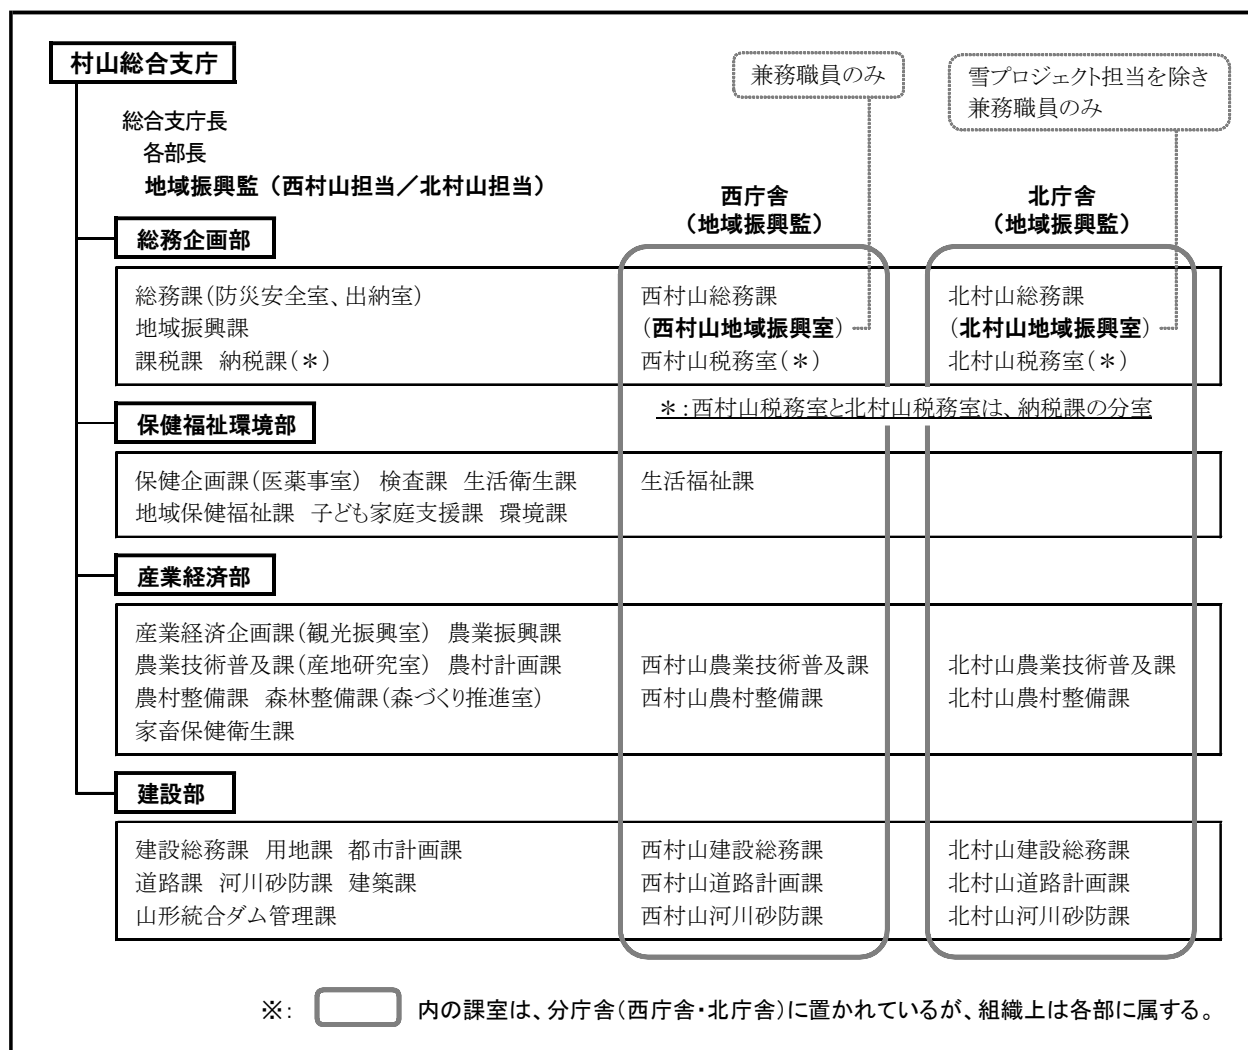 村山総合支庁
兼務職員のみ
雪プロジェクト担当を除き
兼務職員のみ
総合支庁長
各部長
地域振興監（西村山担当／北村山担当）
西庁舎
（地域振興監）
北庁舎
（地域振興監）
総務企画部
総務課（防災安全室、出納室）
地域振興課
課税課　納税課（＊）
西村山総務課
（西村山地域振興室）
西村山税務室（＊）
北村山総務課
（北村山地域振興室）
北村山税務室（＊）
＊：西村山税務室と北村山税務室は、納税課の分室
保健福祉環境部
保健企画課（医薬事室）　検査課　生活衛生課
地域保健福祉課　子ども家庭支援課　環境課
生活福祉課
産業経済部
産業経済企画課（観光振興室）　農業振興課
農業技術普及課（産地研究室）　農村計画課
農村整備課　森林整備課（森づくり推進室）
家畜保健衛生課
西村山農業技術普及課
西村山農村整備課
北村山農業技術普及課
北村山農村整備課
建設部
建設総務課　用地課　都市計画課
道路課　河川砂防課　建築課
山形統合ダム管理課
西村山建設総務課
西村山道路計画課
西村山河川砂防課
北村山建設総務課
北村山道路計画課
北村山河川砂防課
※：　内の課室は、分庁舎（西庁舎・北庁舎）に置かれているが、組織上は各部に属する。